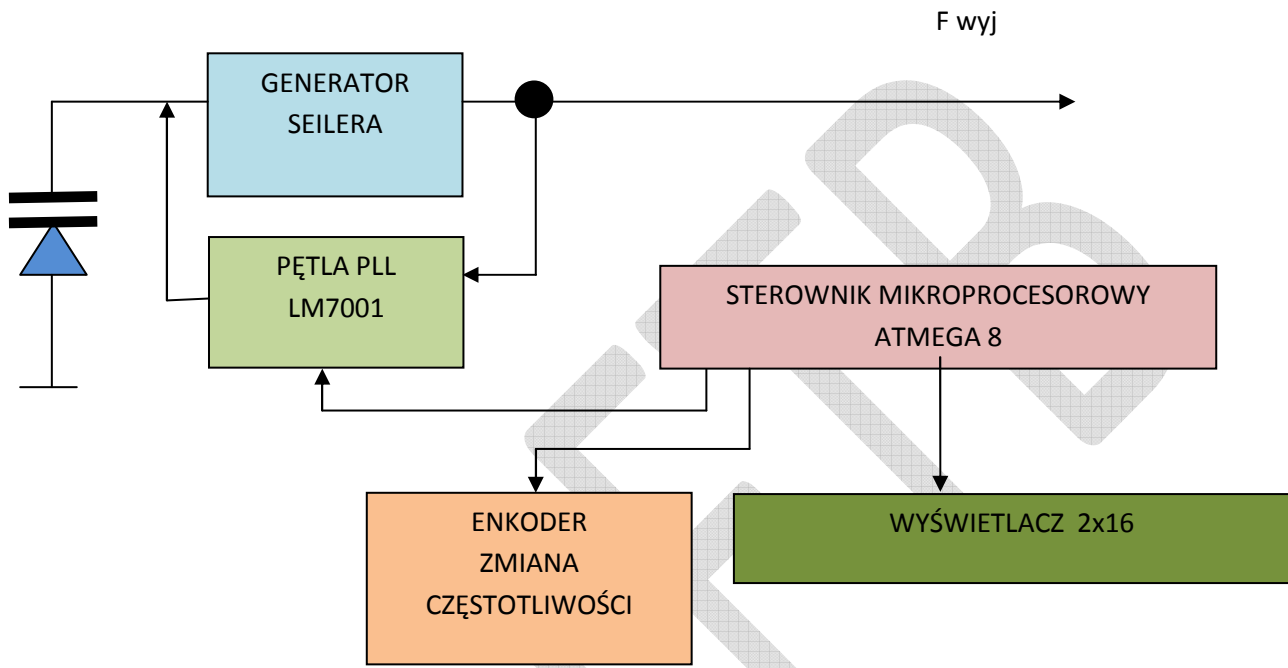 F wyj
GENERATOR
SEILERA
PĘTLA PLL
LM7001
STEROWNIK MIKROPROCESOROWY
ATMEGA 8
ENKODER
ZMIANA
CZĘSTOTLIWOŚCI
WYŚWIETLACZ 2x16